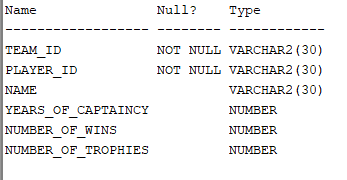 Name Null? Type
------------------ -------- ------------
TEAM_ID NOT NULL VARCHAR2(30)
PLAYER_ID NOT NULL VARCHAR2(30)
NAME VARCHAR2(30)
YEARS_OF_CAPTAINCY NUMBER
NUMBER_OF_WINS NUMBER
NUMBER_OF_TROPHIES NUMBER